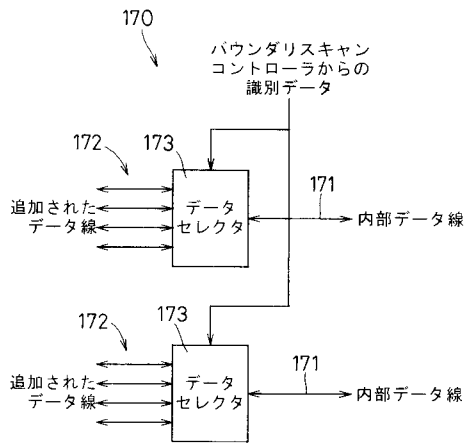 170
バウンダリスキャン
コントローラからの
識別データ
172
173
追加された
データ線
データ
セレクタ
171
内部データ線
172
173
追加された
データ線
データ
セレクタ
171
内部データ線